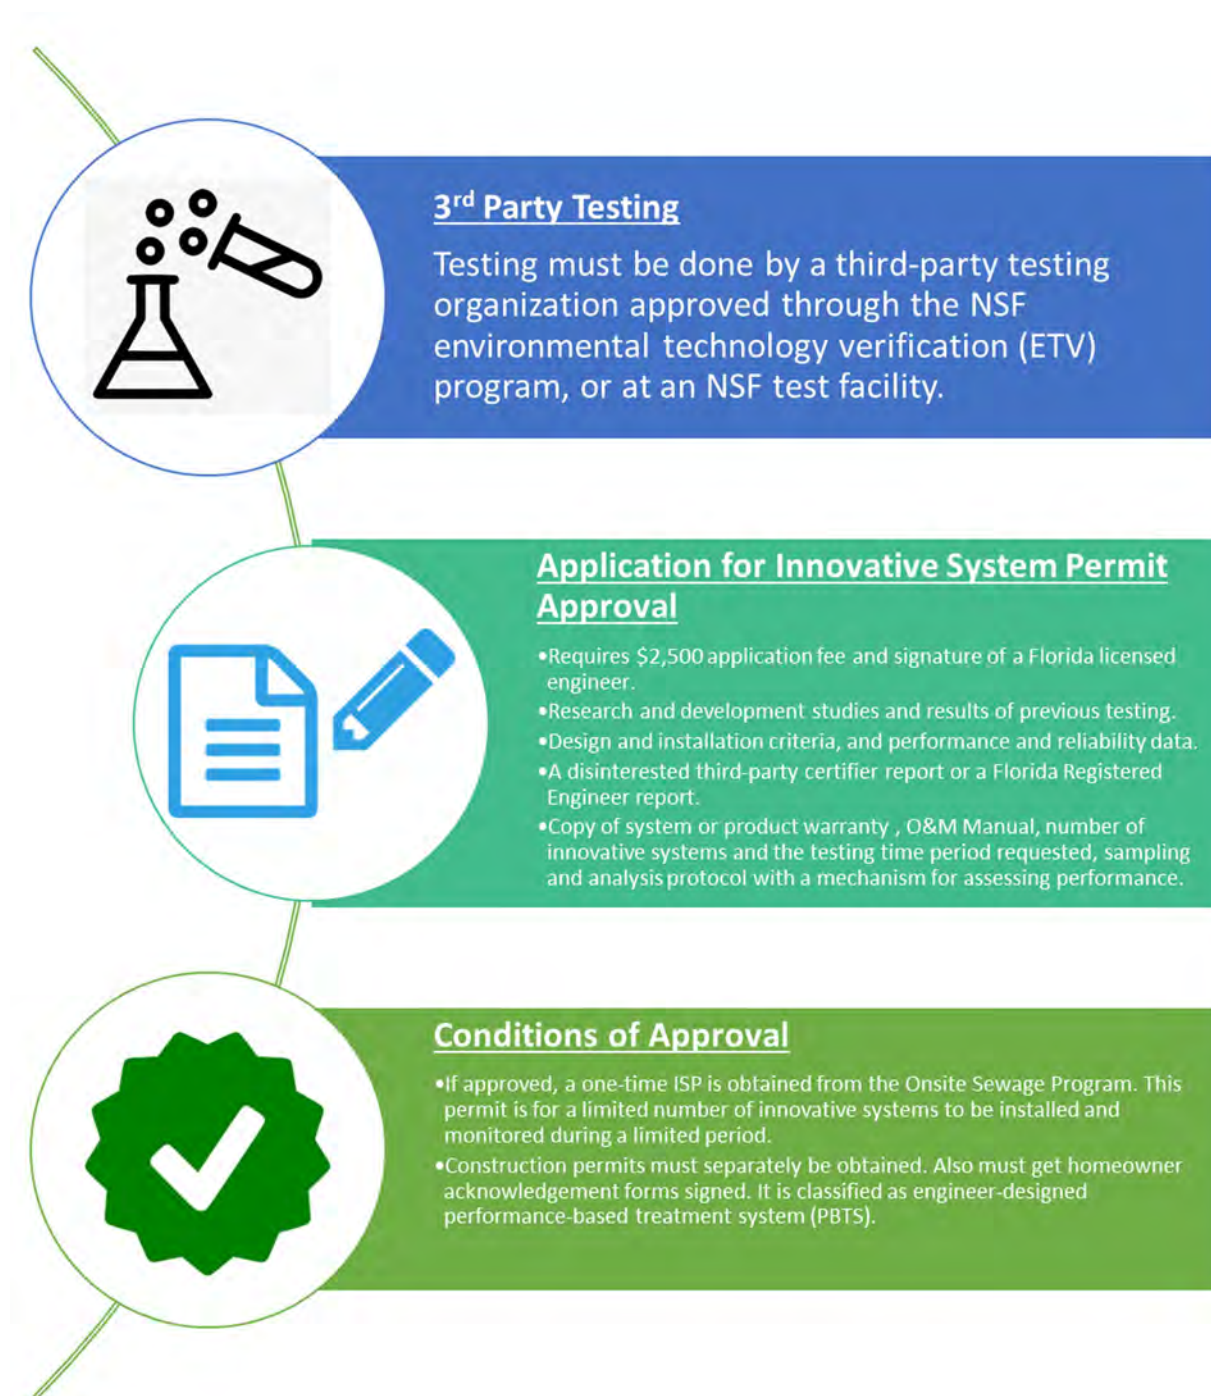 3rd Party Testing
Testing must be done by a third-party testing
organization approved through the NSF
environmental technology verification (ETV)
program, or at an NSF test facility.
Application for Innovative System Permit
Approval
•Requires $2,500 application fee and signature of a Florida licensed
engineer.
•Research and development studies and results of previous testing.
•Design and installation criteria, and performance and reliability data.
•A disinterested third-party certifier report or a Florida Registered
Engineer report.
•Copy of system or product warranty , O&M Manual, number of
innovative systems and the testing time period requested, sampling
and analysis protocol with a mechanism for assessing performance.
Conditions of Approval
•If approved, a one-time ISP is obtained from the Onsite Sewage Program. This
permit is for a limited number of innovative systems to be installed and
monitored during a limited period.
•Construction permits must separately be obtained. Also must get homeowner
acknowledgement forms signed. It is classified as engineer-designed
performance-based treatment system (PBTS).